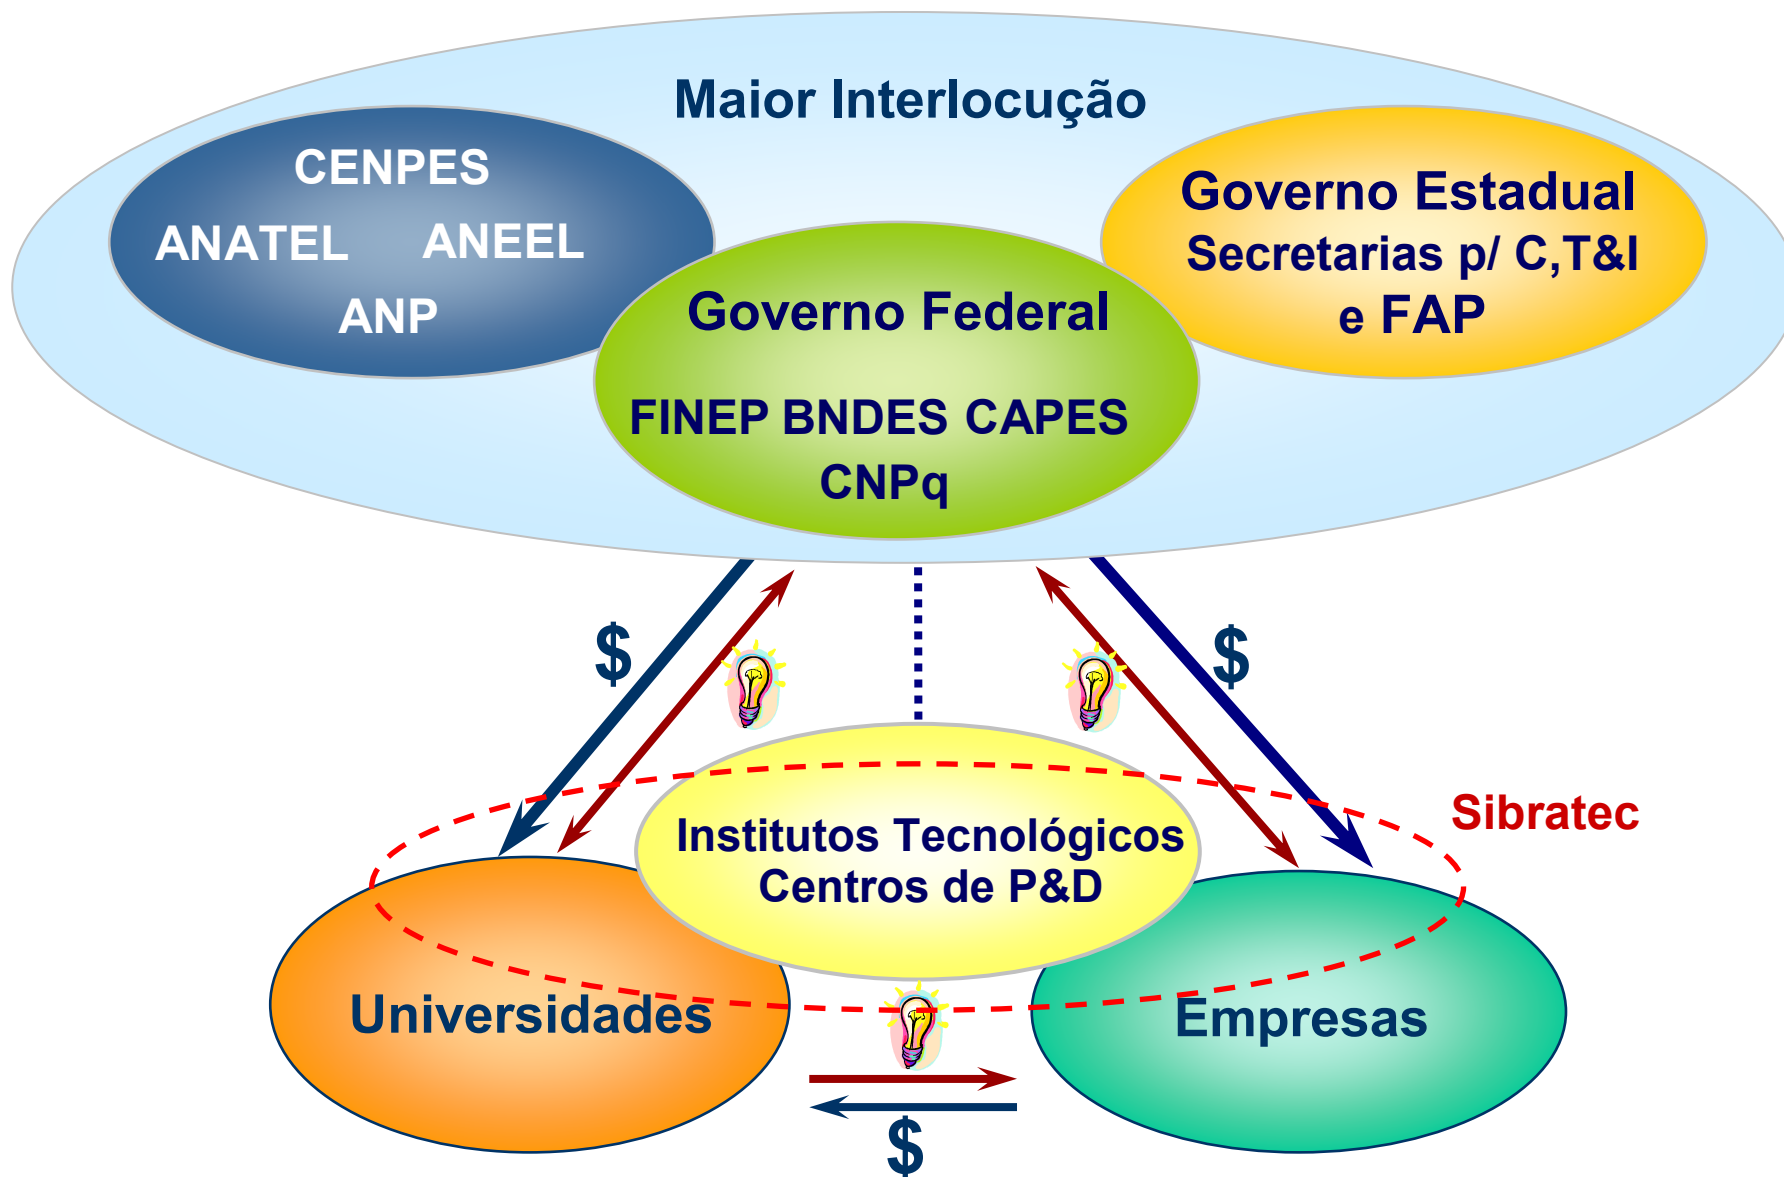 Maior Interlocução
CENPES
ANATEL ANEEL
ANP
Governo Estadual
Secretarias p/ C,T&I
e FAP
Governo Federal
FINEP BNDES CAPES
CNPq
$
$
Sibratec
Institutos Tecnológicos
Centros de P&D
Universidades
Empresas
$